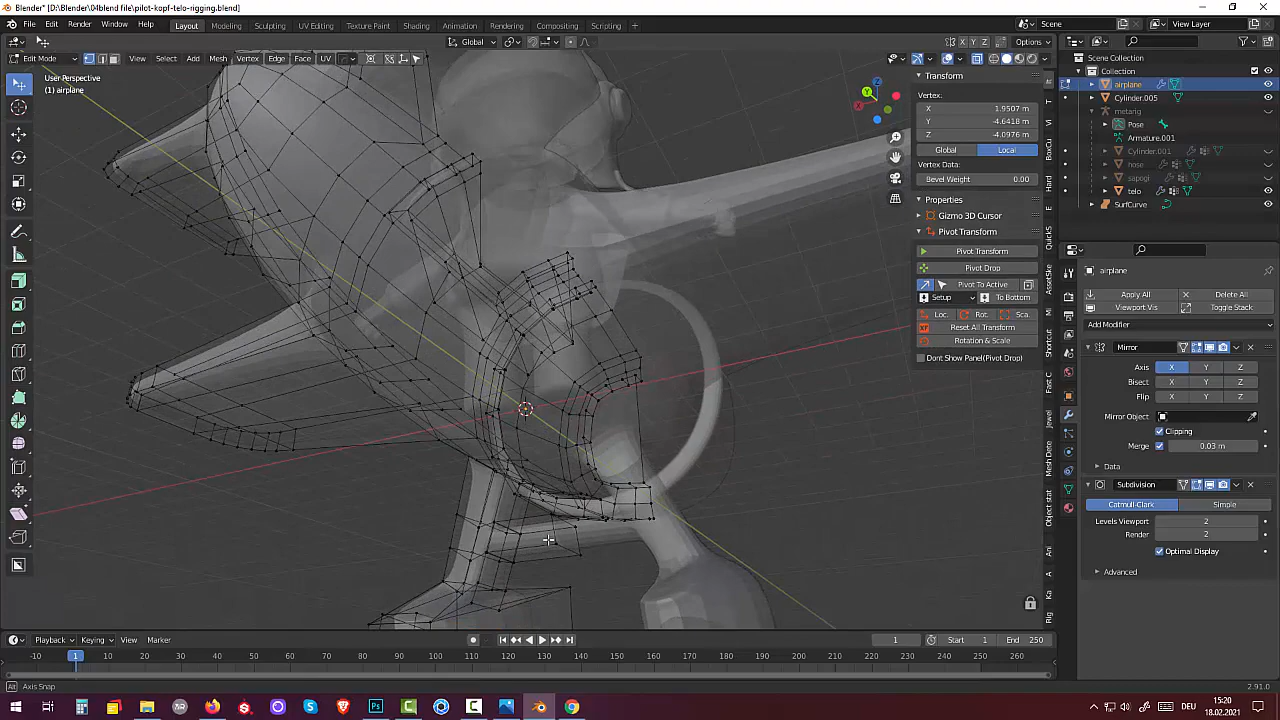 Blender* [D:\Blender\04blend file\pilot-kopf-telo-rigging.blend]
File Edit Render Window Help Layout Modeling Sculpting UV Editing Texture Paint Shading Animation Rendering Compositing Scripting Scene View Layer
Global X Y Z Options
Edit Mode View Select Add Mesh Vertex Edge Face UV
User Perspective
(1) airplane
Transform
Vertex:
X 1.9507 m
Y -4.6418 m
Z -4.0976 m
Global Local
Vertex Data:
Bevel Weight 0.00
Properties
Gizmo 3D Cursor
Pivot Transform
Pivot Transform
Pivot Drop
Pivot To Active
Setup To Bottom
Loc. Rot. Sca.
Reset All Transform
Rotation & Scale
Dont Show Panel(Pivot Drop)
Scene Collection
Collection
airplane
Cylinder.005
metarig
Pose
Armature.001
Cylinder.001
hose
sapogi
telo
SurfCurve
airplane
Apply All Delete All
Viewport Vis Toggle Stack
Add Modifier
Mirror
Axis X Y Z
Bisect X Y Z
Flip X Y Z
Mirror Object
Clipping
Merge 0.03 m
Data
Subdivision
Catmull-Clark Simple
Levels Viewport 2
Render 2
Optimal Display
Advanced
Playback Keying View Marker 1 Start 1 End 250
-10 1 10 20 30 40 50 60 70 80 90 100 110 120 130 140 150 160 170 180 190 200 210 220 230 240 250 260
Axis Snap 2.91.0
DEU 15:20
18.02.2021